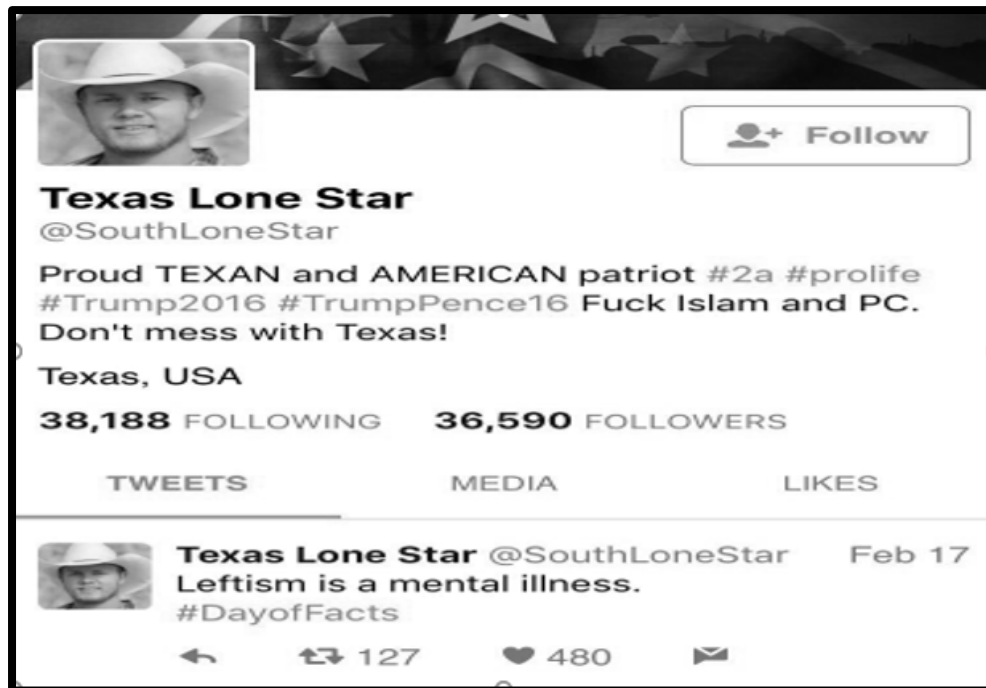 Follow
Texas Lone Star
@SouthLoneStar
Proud TEXAN and AMERICAN patriot #2a #prolife
#Trump2016 #TrumpPence16 Fuck Islam and PC.
Don't mess with Texas!
Texas, USA
38,188 FOLLOWING 36,590 FOLLOWERS
TWEETS MEDIA LIKES
Texas Lone Star @SouthLoneStar Feb 17
Leftism is a mental illness.
#DayofFacts
127 480